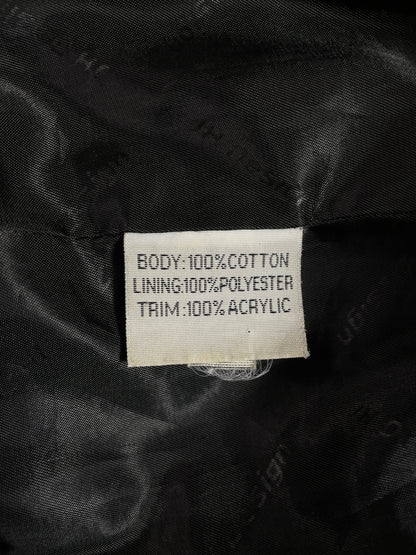 BODY:100%COTTON
LINING:100%POLYESTER
TRIM:100% ACRYLIC